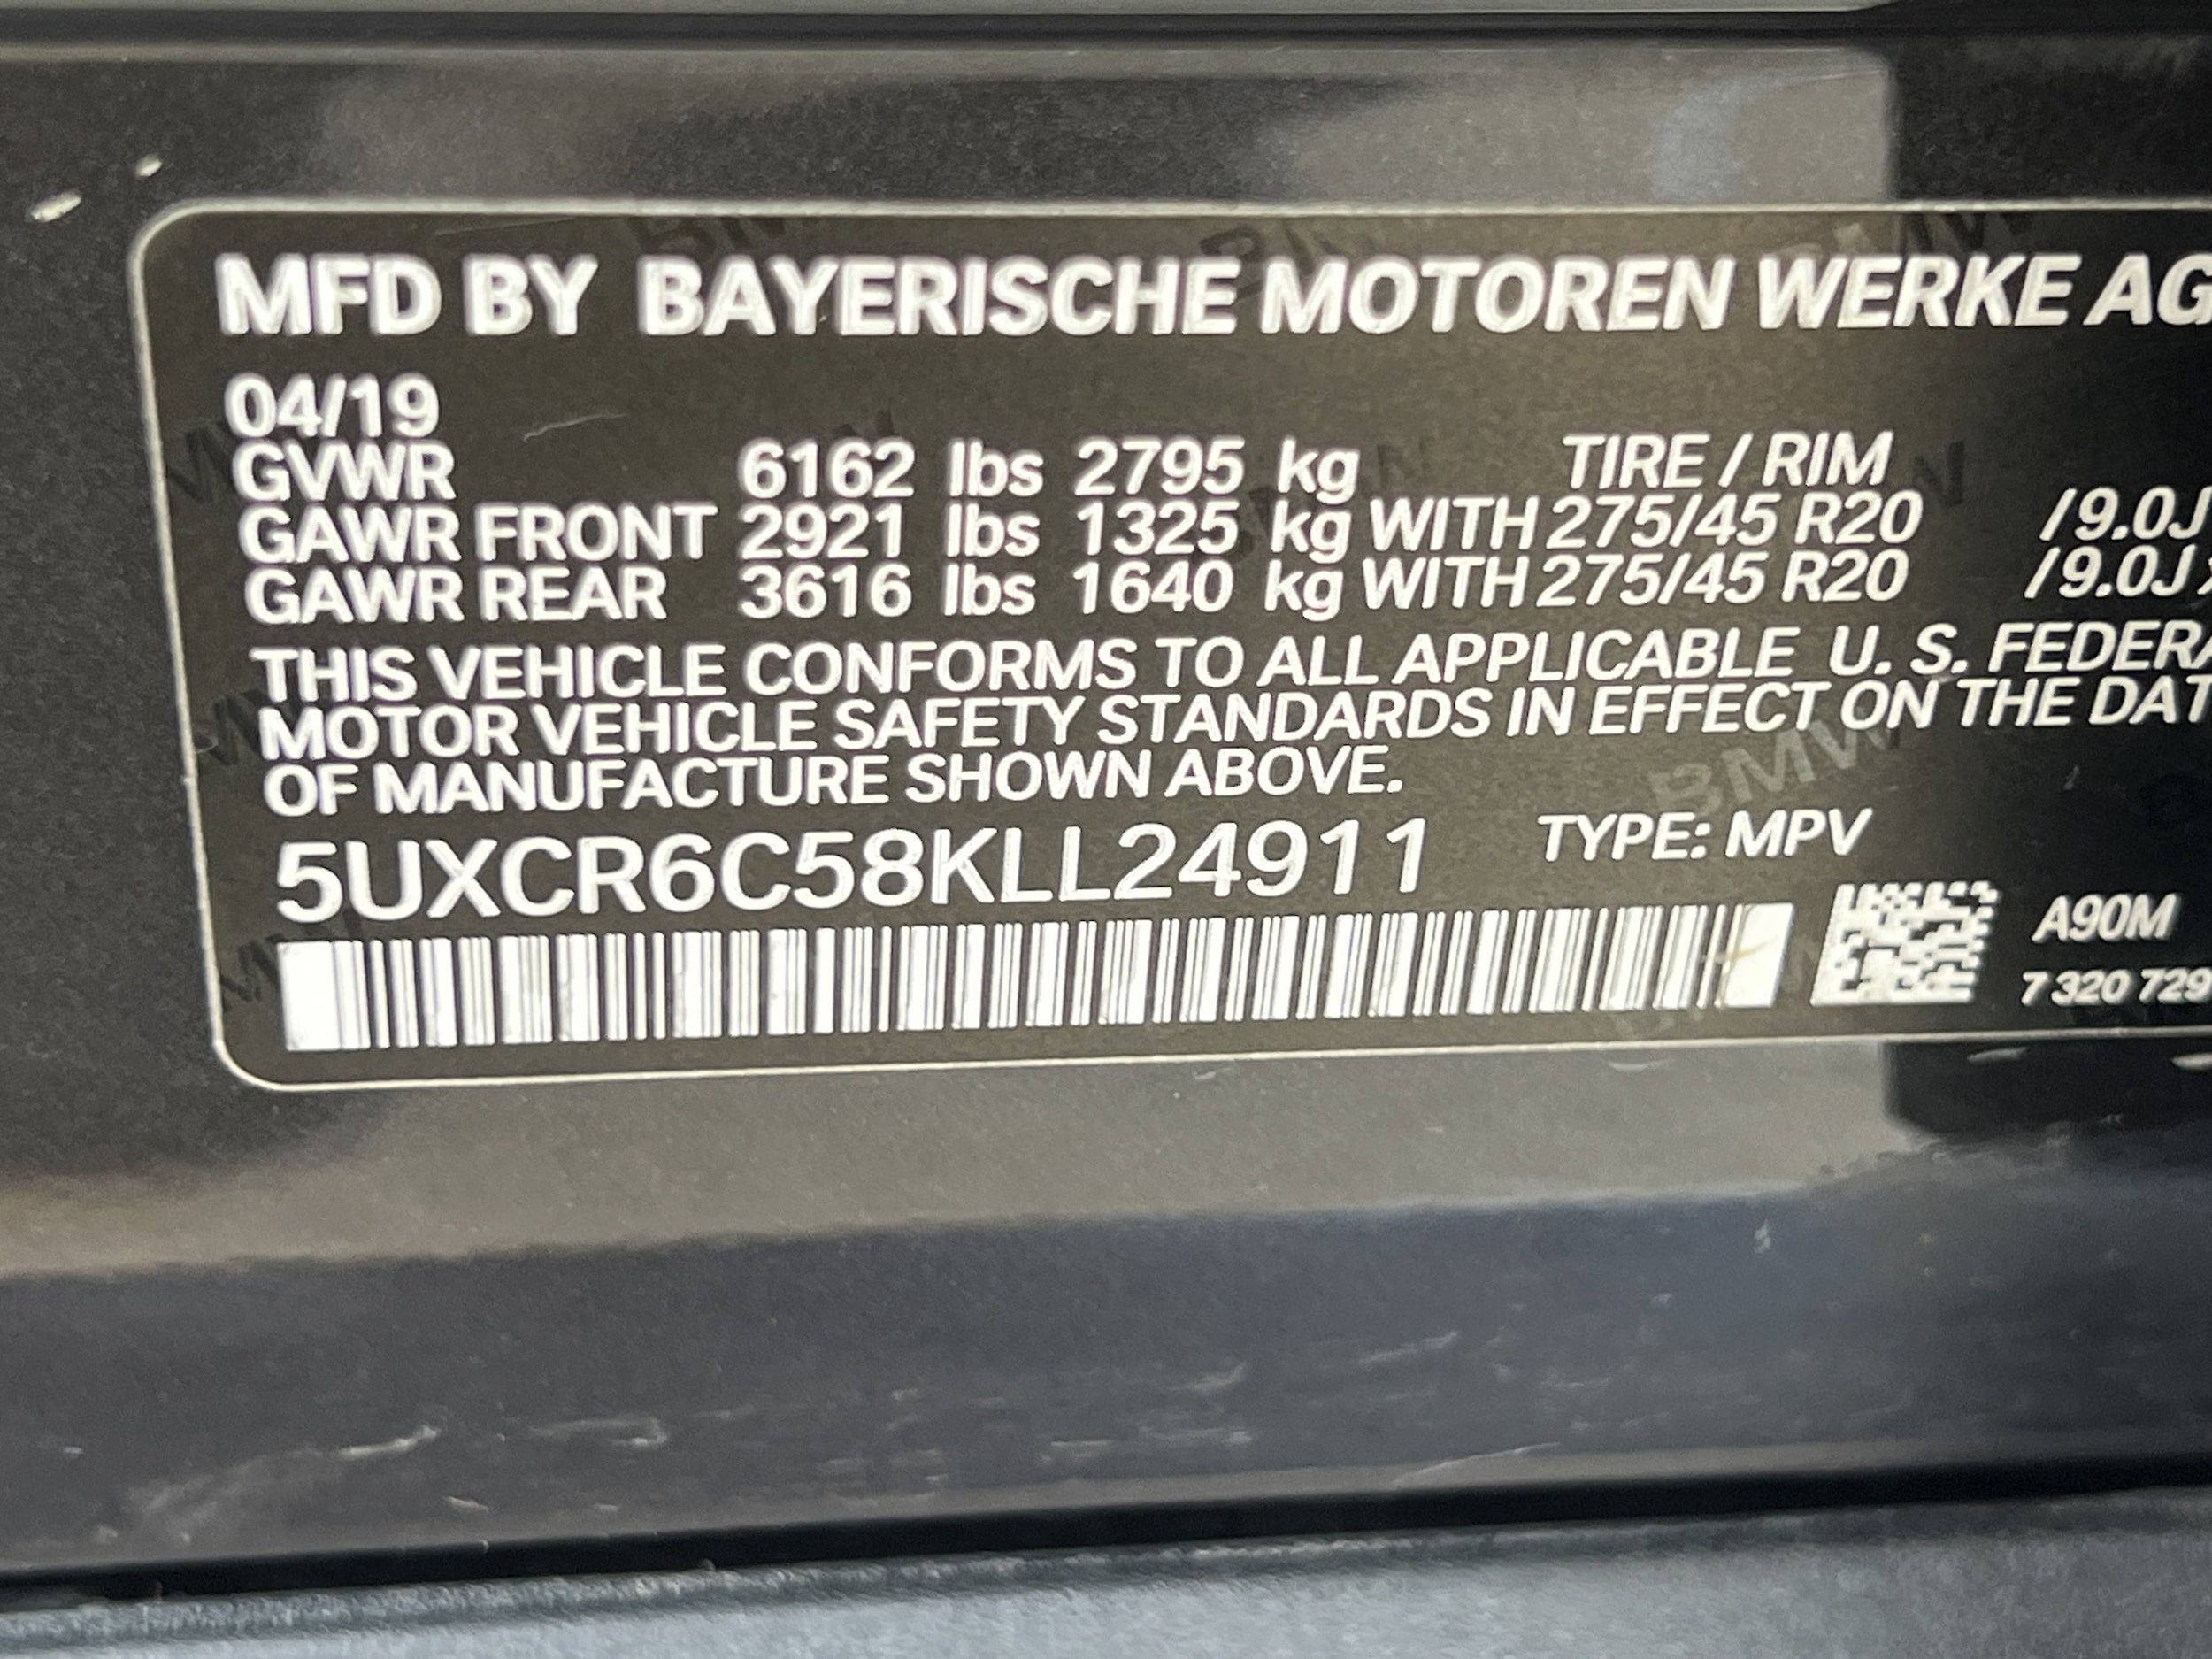 MFD BY BAYERISCHE MOTOREN WERKE AG
04/19
GVWR 6162 lbs 2795 kg TIRE / RIM
GAWR FRONT 2921 lbs 1325 kg WITH 275/45 R20 /9.0J
GAWR REAR 3616 lbs 1640 kg WITH 275/45 R20 /9.0J
THIS VEHICLE CONFORMS TO ALL APPLICABLE U. S. FEDERA
MOTOR VEHICLE SAFETY STANDARDS IN EFFECT ON THE DAT
OF MANUFACTURE SHOWN ABOVE.
5UXCR6C58KLL24911 TYPE: MPV
A90M
7 320 729